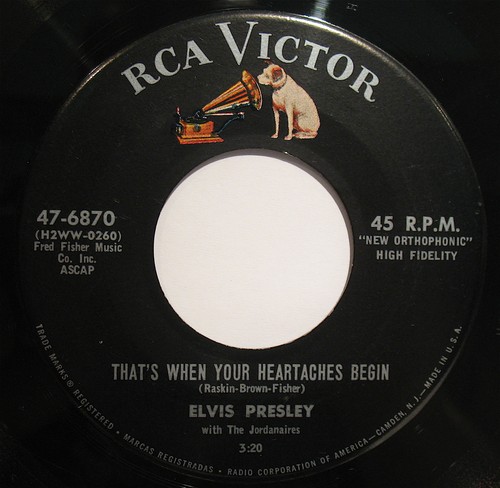 RCA VICTOR
47-6870
(H2WW-0260)
Fred Fisher Music
Co. Inc.
ASCAP
45 R.P.M.
"NEW ORTHOPHONIC"
HIGH FIDELITY
THAT'S WHEN YOUR HEARTACHES BEGIN
(Raskin-Brown-Fisher)
ELVIS PRESLEY
with The Jordanaires
3:20
TRADE MARKS ® REGISTERED • MARCAS REGISTRADAS • RADIO CORPORATION OF AMERICA—CAMDEN, N.J.—MADE IN U.S.A.